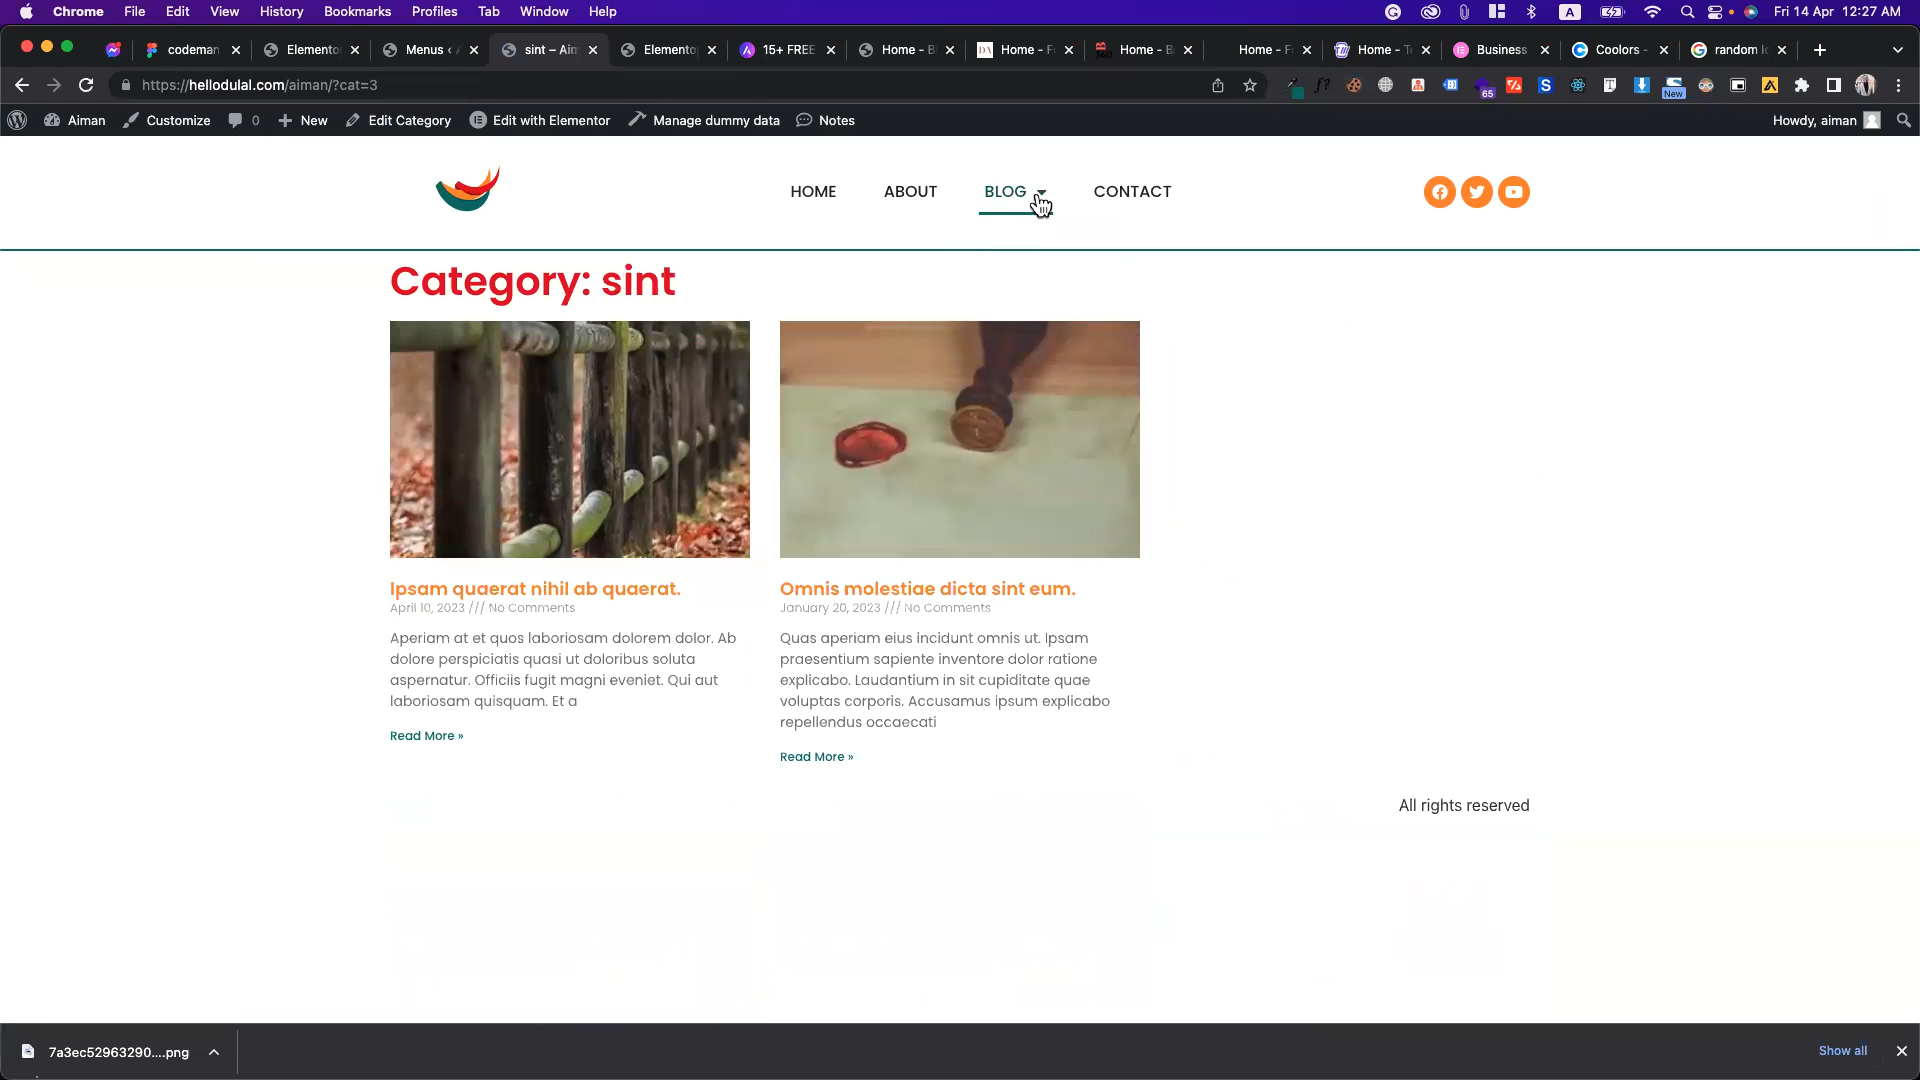 Chrome File Edit View History Bookmarks Profiles Tab Window Help
A Fri 14 Apr 12:27 AM
codeman Elemento Menus ‹ sint – Aim Elemento 15+ FREE Home - B Home - F Home - B Home - F Home - T Business Coolors - random lo
https://hellodulal.com/aiman/?cat=3
65
New
Aiman Customize 0 New Edit Category Edit with Elementor Manage dummy data Notes Howdy, aiman
HOME ABOUT BLOG CONTACT
Category: sint
Ipsam quaerat nihil ab quaerat.
April 10, 2023 /// No Comments
Aperiam at et quos laboriosam dolorem dolor. Ab
dolore perspiciatis quasi ut doloribus soluta
aspernatur. Officiis fugit magni eveniet. Qui aut
laboriosam quisquam. Et a
Read More »
Omnis molestiae dicta sint eum.
January 20, 2023 /// No Comments
Quas aperiam eius incidunt omnis ut. Ipsam
praesentium sapiente inventore dolor ratione
explicabo. Laudantium in sit cupiditate quae
voluptas corporis. Accusamus ipsum explicabo
repellendus occaecati
Read More »
All rights reserved
7a3ec52963290....png
Show all